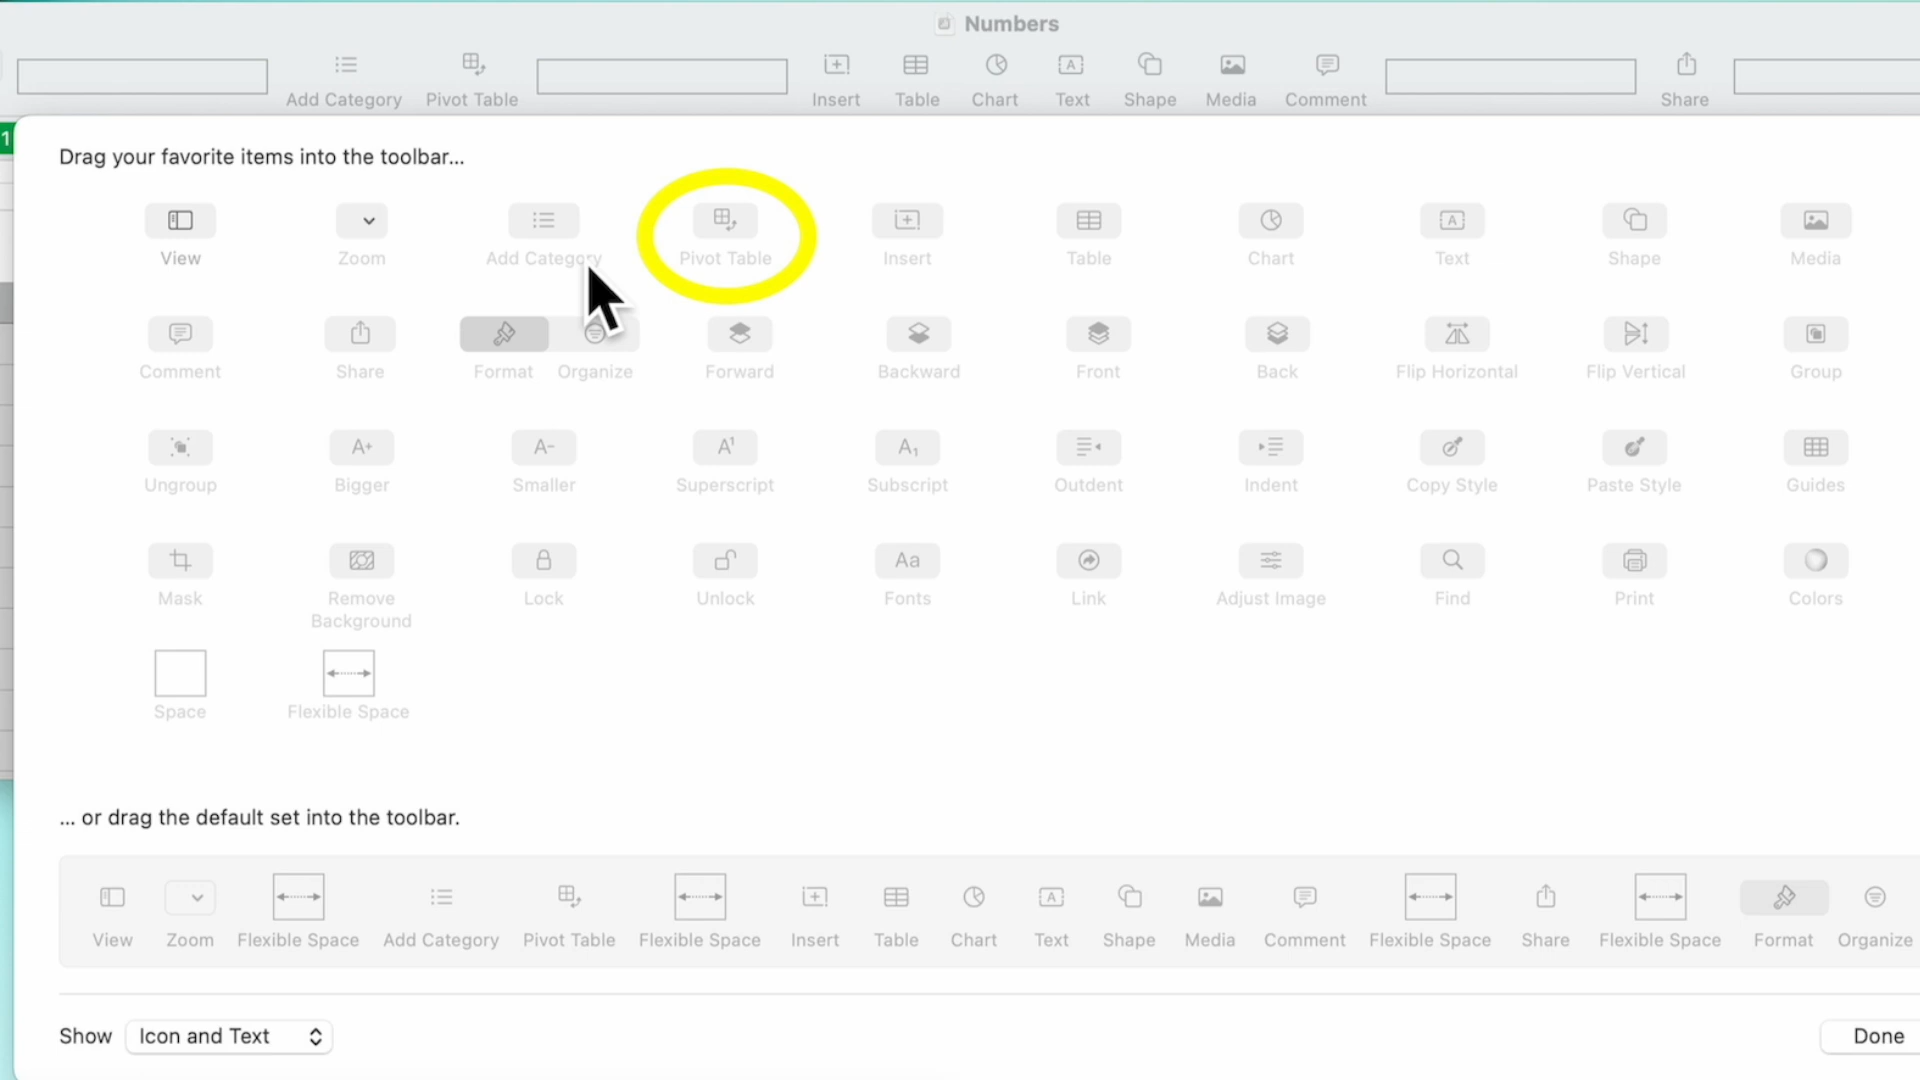 Numbers
Add Category Pivot Table Insert Table Chart Text Shape Media Comment Share
1
Drag your favorite items into the toolbar...
View Zoom Add Category Pivot Table Insert Table Chart Text Shape Media
Comment Share Format Organize Forward Backward Front Back Flip Horizontal Flip Vertical Group
Ungroup Bigger Smaller Superscript Subscript Outdent Indent Copy Style Paste Style Guides
Mask Remove Background Lock Unlock Fonts Link Adjust Image Find Print Colors
Space Flexible Space
... or drag the default set into the toolbar.
View Zoom Flexible Space Add Category Pivot Table Flexible Space Insert Table Chart Text Shape Media Comment Flexible Space Share Flexible Space Format Organize
Show Icon and Text Done